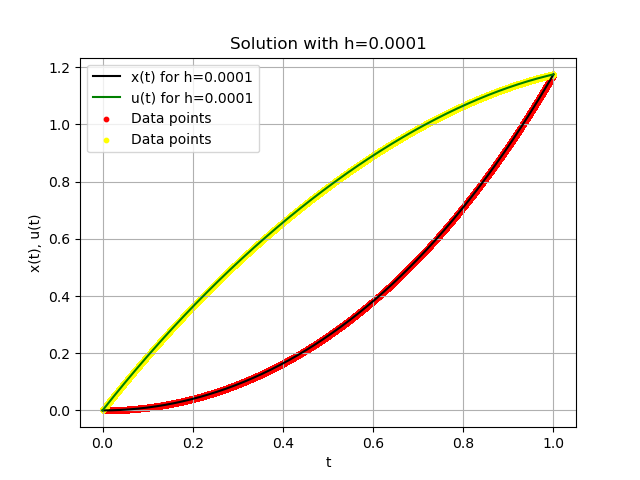 Solution with h=0.0001
x(t) for h=0.0001
u(t) for h=0.0001
Data points
Data points
x(t), u(t)
1.2
1.0
0.8
0.6
0.4
0.2
0.0
0.0 0.2 0.4 0.6 0.8 1.0
t